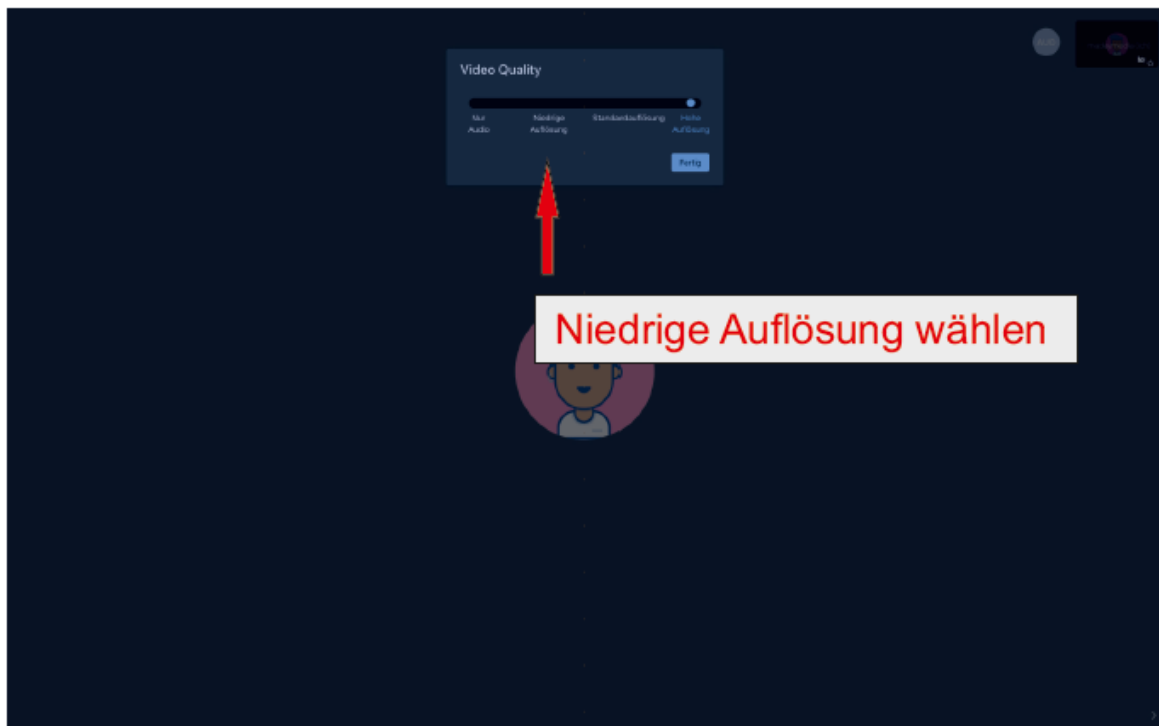 Video Quality
Nur Audio
Niedrige Auflösung
Standardauflösung
Hohe Auflösung
Fertig
Niedrige Auflösung wählen